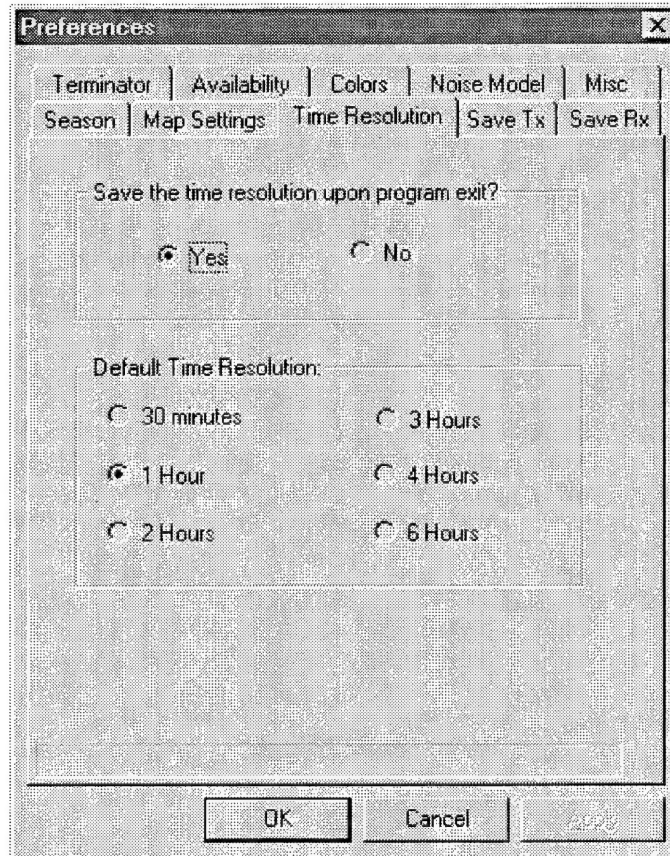 Preferences
Terminator Availability Colors Noise Model Misc
Season Map Settings Time Resolution Save Tx Save Rx
Save the time resolution upon program exit?
Yes No
Default Time Resolution:
30 minutes 3 Hours
1 Hour 4 Hours
2 Hours 6 Hours
OK Cancel Apply